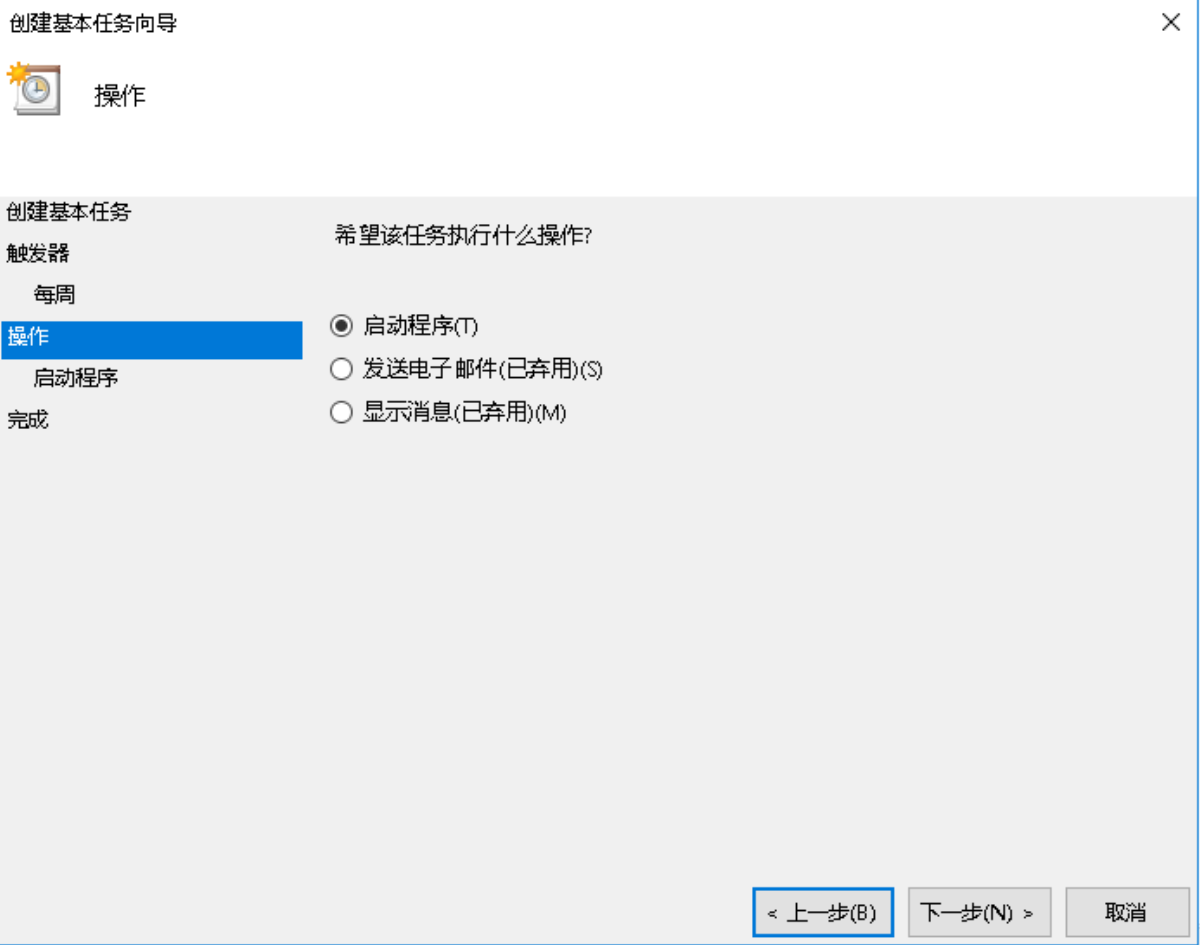 创建基本任务向导
操作
创建基本任务
触发器
每周
操作
启动程序
完成
希望该任务执行什么操作?
启动程序(T)
发送电子邮件(已弃用)(S)
显示消息(已弃用)(M)
< 上一步(B)
下一步(N) >
取消